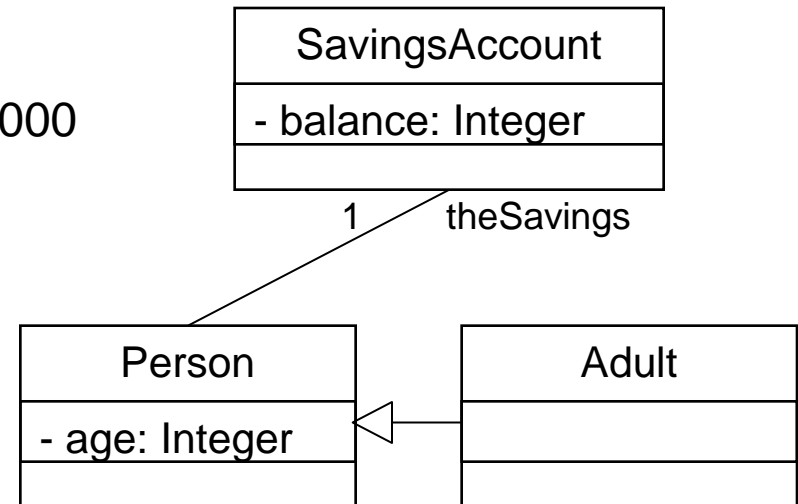 SavingsAccount
000
- balance: Integer
1 theSavings
Person
Adult
- age: Integer